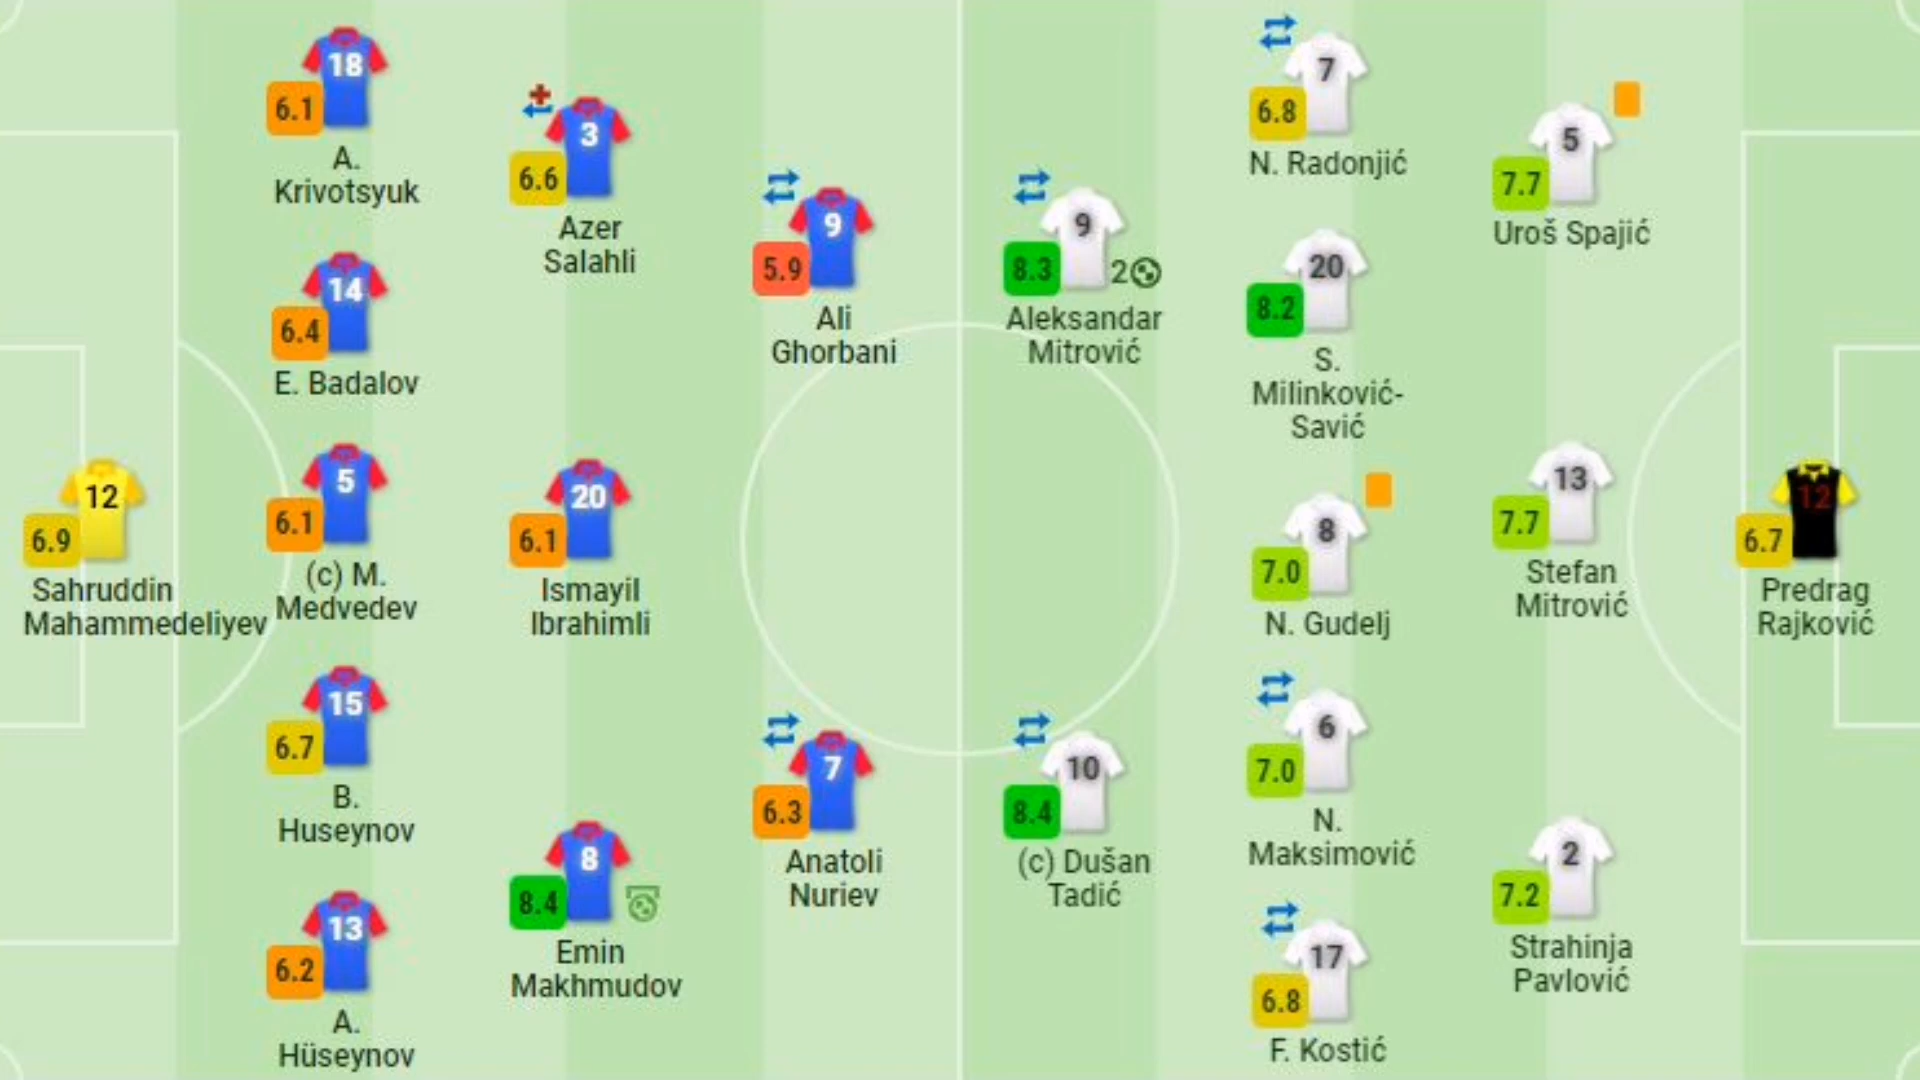 12
6.9
Sahruddin
Mahammedeliyev
18
6.1
A.
Krivotsyuk
14
6.4
E. Badalov
5
6.1
(c) M.
Medvedev
15
6.7
B.
Huseynov
13
6.2
A.
Hüseynov
3
6.6
Azer
Salahli
20
6.1
Ismayil
Ibrahimli
8
8.4
Emin
Makhmudov
9
5.9
Ali
Ghorbani
7
6.3
Anatoli
Nuriev
9
8.3
2
Aleksandar
Mitrović
10
8.4
(c) Dušan
Tadić
7
6.8
N. Radonjić
20
8.2
S.
Milinković-
Savić
8
7.0
N. Gudelj
6
7.0
N.
Maksimović
17
6.8
F. Kostić
5
7.7
Uroš Spajić
13
7.7
Stefan
Mitrović
2
7.2
Strahinja
Pavlović
12
6.7
Predrag
Rajković